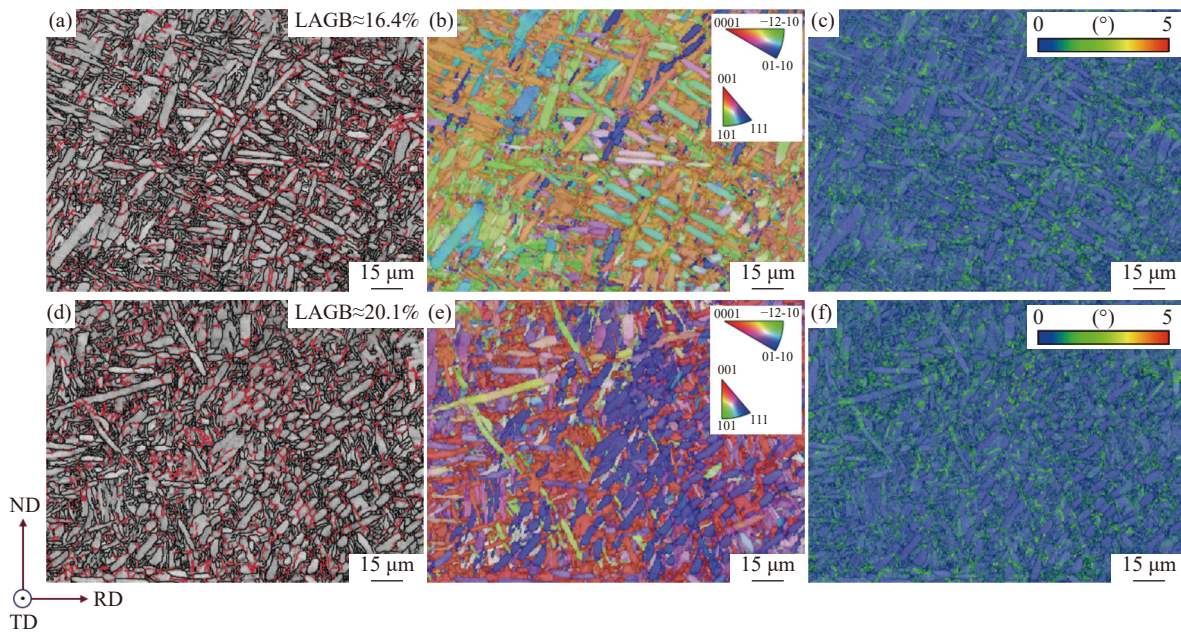 (a)
LAGB≈16.4%
15 μm
(b)
0001
−12-10
01-10
001
101
111
15 μm
(c)
0
(°)
5
15 μm
(d)
LAGB≈20.1%
15 μm
(e)
0001
−12-10
01-10
001
101
111
15 μm
(f)
0
(°)
5
15 μm
ND
RD
TD